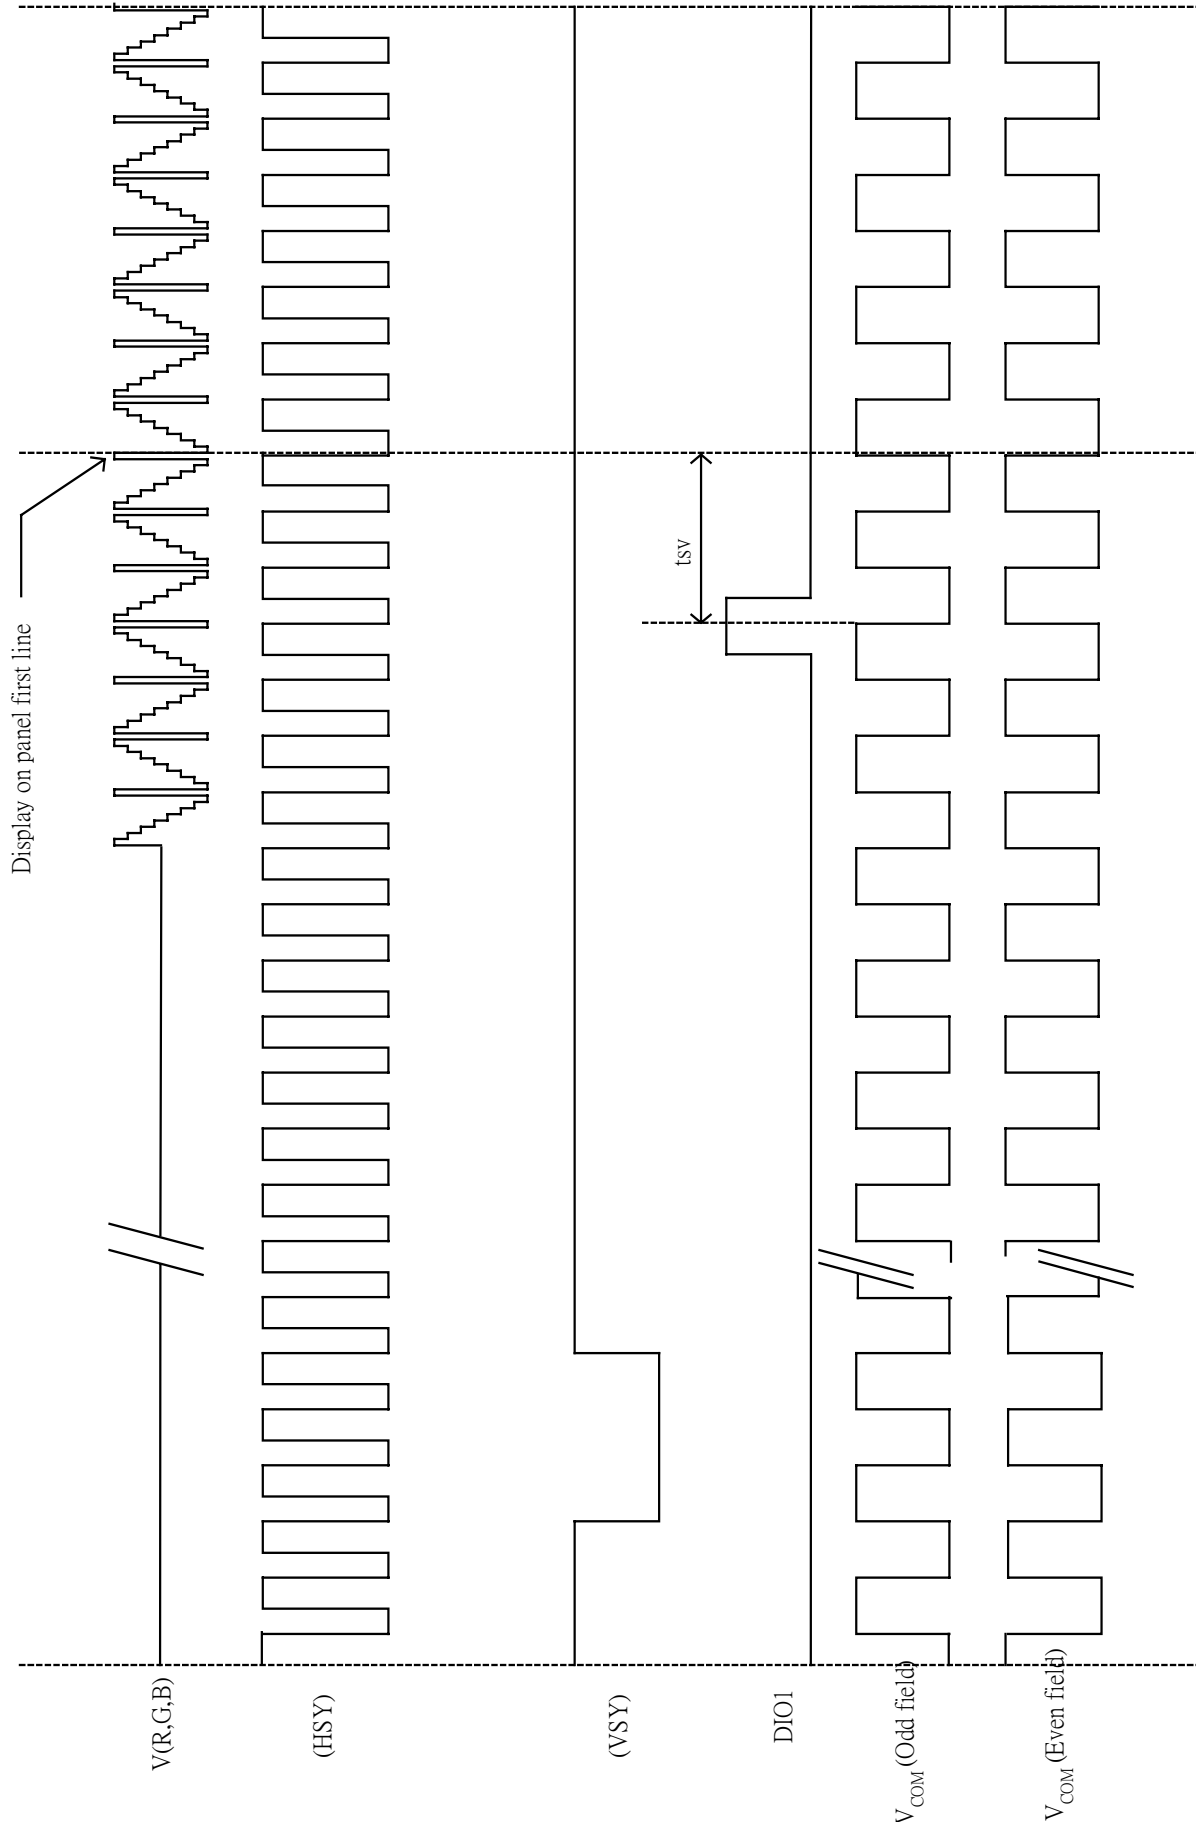 Display on panel first line
tsv
V(R,G,B)
(HSY)
(VSY)
DIO1
VCOM (Odd field)
VCOM (Even field)